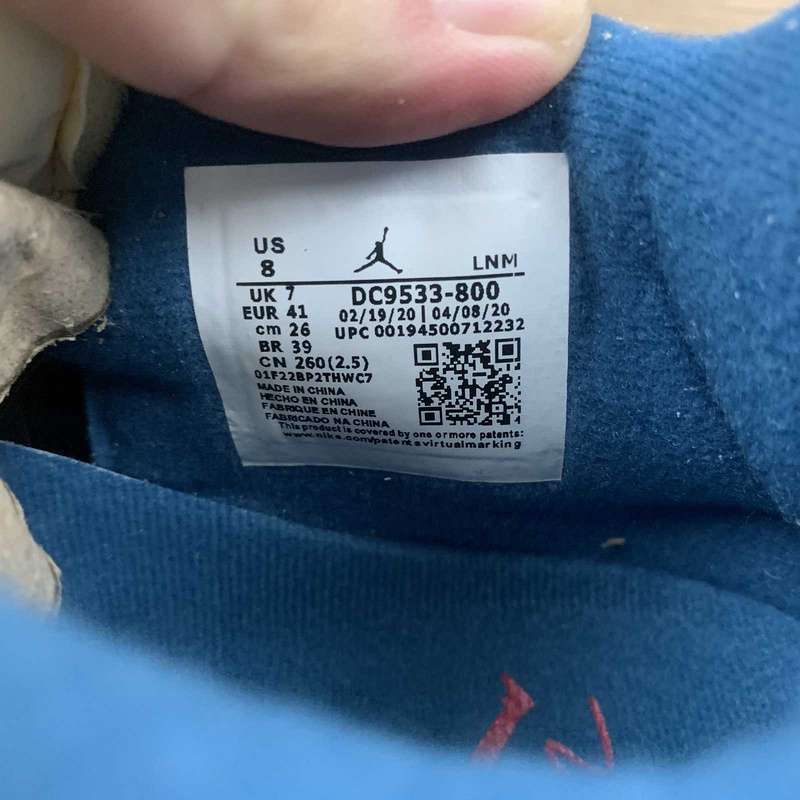 US
8
LNM
UK 7
DC9533-800
EUR 41
02/19/20 | 04/08/20
cm 26
UPC 00194500712232
BR 39
CN 260(2.5)
01F22BP2THWC7
MADE IN CHINA
HECHO EN CHINA
FABRIQUE EN CHINE
FABRICADO NA CHINA
This product is covered by one or more patents:
www.nike.com/patentsvirtualmarking